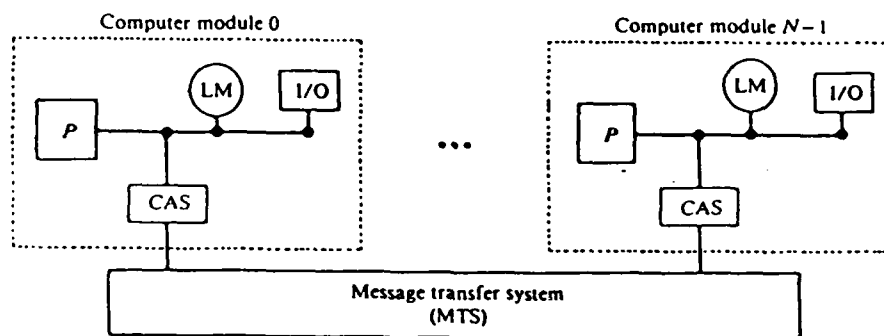 Computer module 0
Computer module N – 1
LM
I/O
P
CAS
...
LM
I/O
P
CAS
Message transfer system
(MTS)